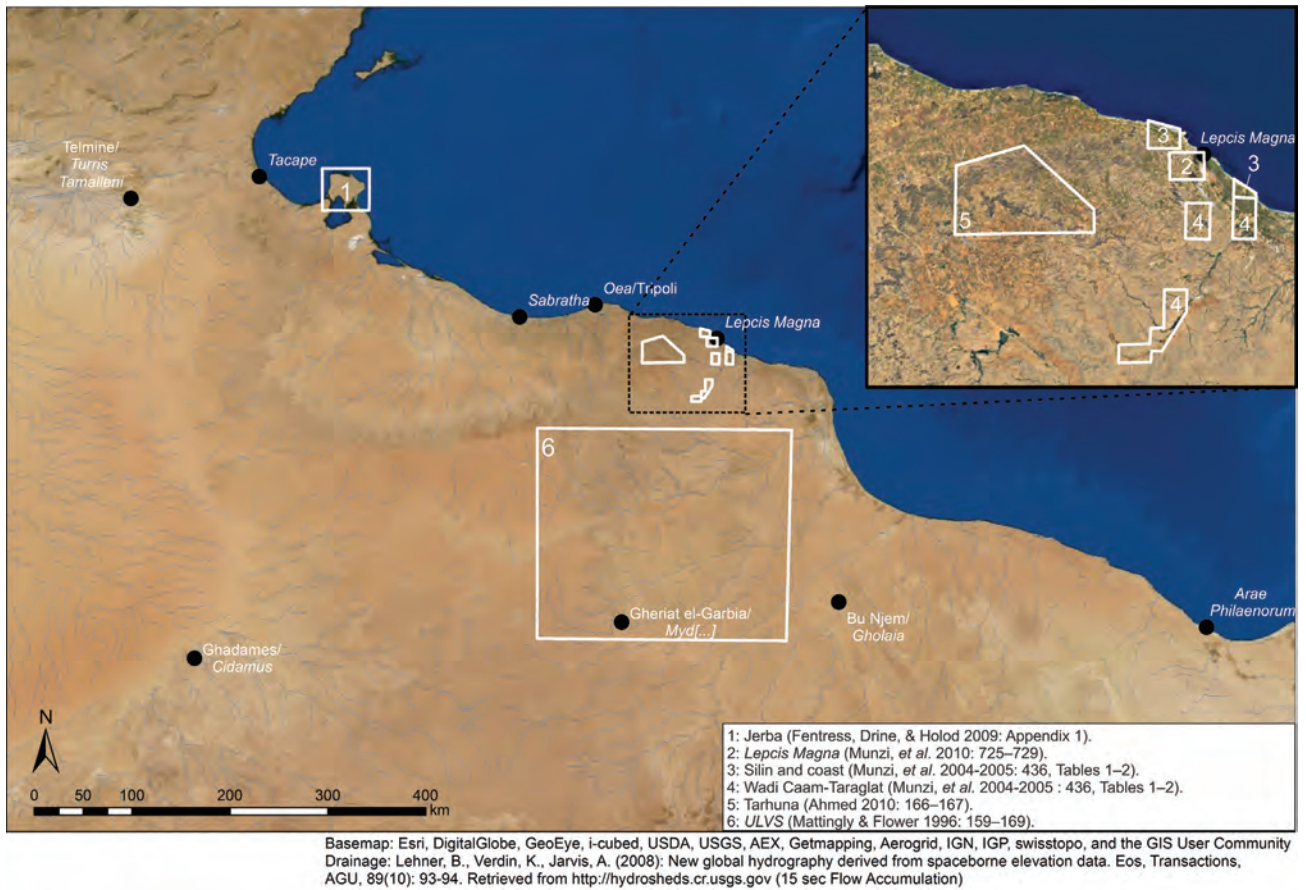 Telmine/
Turris
Tamalleni
Tacape
1
Sabratha
Oea/Tripoli
Lepcis Magna
6
Gheriat el-Garbia/
Myd[...]
Bu Njem/
Gholaia
Arae
Philaenorum
Ghadames/
Cidamus
3
Lepcis Magna
2
3
4
4
5
4
N
0 50 100 200 300 400
km
1: Jerba (Fentress, Drine, & Holod 2009: Appendix 1).
2: Lepcis Magna (Munzi, et al. 2010: 725–729).
3: Silin and coast (Munzi, et al. 2004-2005: 436, Tables 1–2).
4: Wadi Caam-Taraglat (Munzi, et al. 2004-2005 : 436, Tables 1–2).
5: Tarhuna (Ahmed 2010: 166–167).
6: ULVS (Mattingly & Flower 1996: 159–169).
Basemap: Esri, DigitalGlobe, GeoEye, i-cubed, USDA, USGS, AEX, Getmapping, Aerogrid, IGN, IGP, swisstopo, and the GIS User Community
Drainage: Lehner, B., Verdin, K., Jarvis, A. (2008): New global hydrography derived from spaceborne elevation data. Eos, Transactions,
AGU, 89(10): 93-94. Retrieved from http://hydrosheds.cr.usgs.gov (15 sec Flow Accumulation)